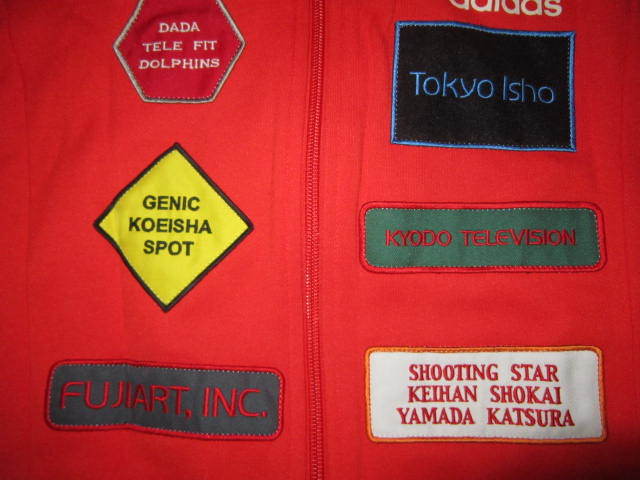 DADA
TELE FIT
DOLPHINS
adidas
Tokyo Isho
GENIC
KOEISHA
SPOT
KYODO TELEVISION
FUJIART, INC.
SHOOTING STAR
KEIHAN SHOKAI
YAMADA KATSURA